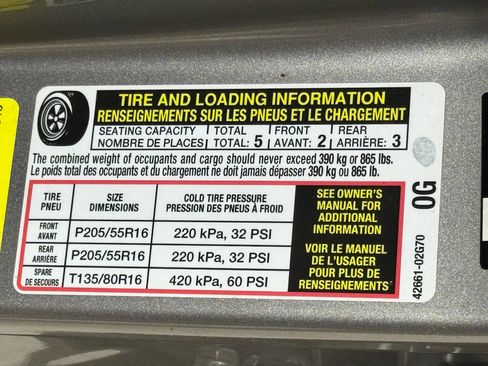 TIRE AND LOADING INFORMATION
RENSEIGNEMENTS SUR LES PNEUS ET LE CHARGEMENT
SEATING CAPACITY TOTAL FRONT REAR
NOMBRE DE PLACES TOTAL: 5 AVANT: 2 ARRIÈRE: 3
The combined weight of occupants and cargo should never exceed 390 kg or 865 lbs.
Le poids total des occupants et du chargement ne doit jamais dépasser 390 kg ou 865 lb.
TIRE SIZE COLD TIRE PRESSURE
PNEU DIMENSIONS PRESSION DES PNEUS À FROID
FRONT
AVANT P205/55R16 220 kPa, 32 PSI
REAR
ARRIÈRE P205/55R16 220 kPa, 32 PSI
SPARE
DE SECOURS T135/80R16 420 kPa, 60 PSI
SEE OWNER'S
MANUAL FOR
ADDITIONAL
INFORMATION
VOIR LE MANUEL
DE L'USAGER
POUR PLUS DE
RENSEIGNEMENTS
0G
42661-02G70